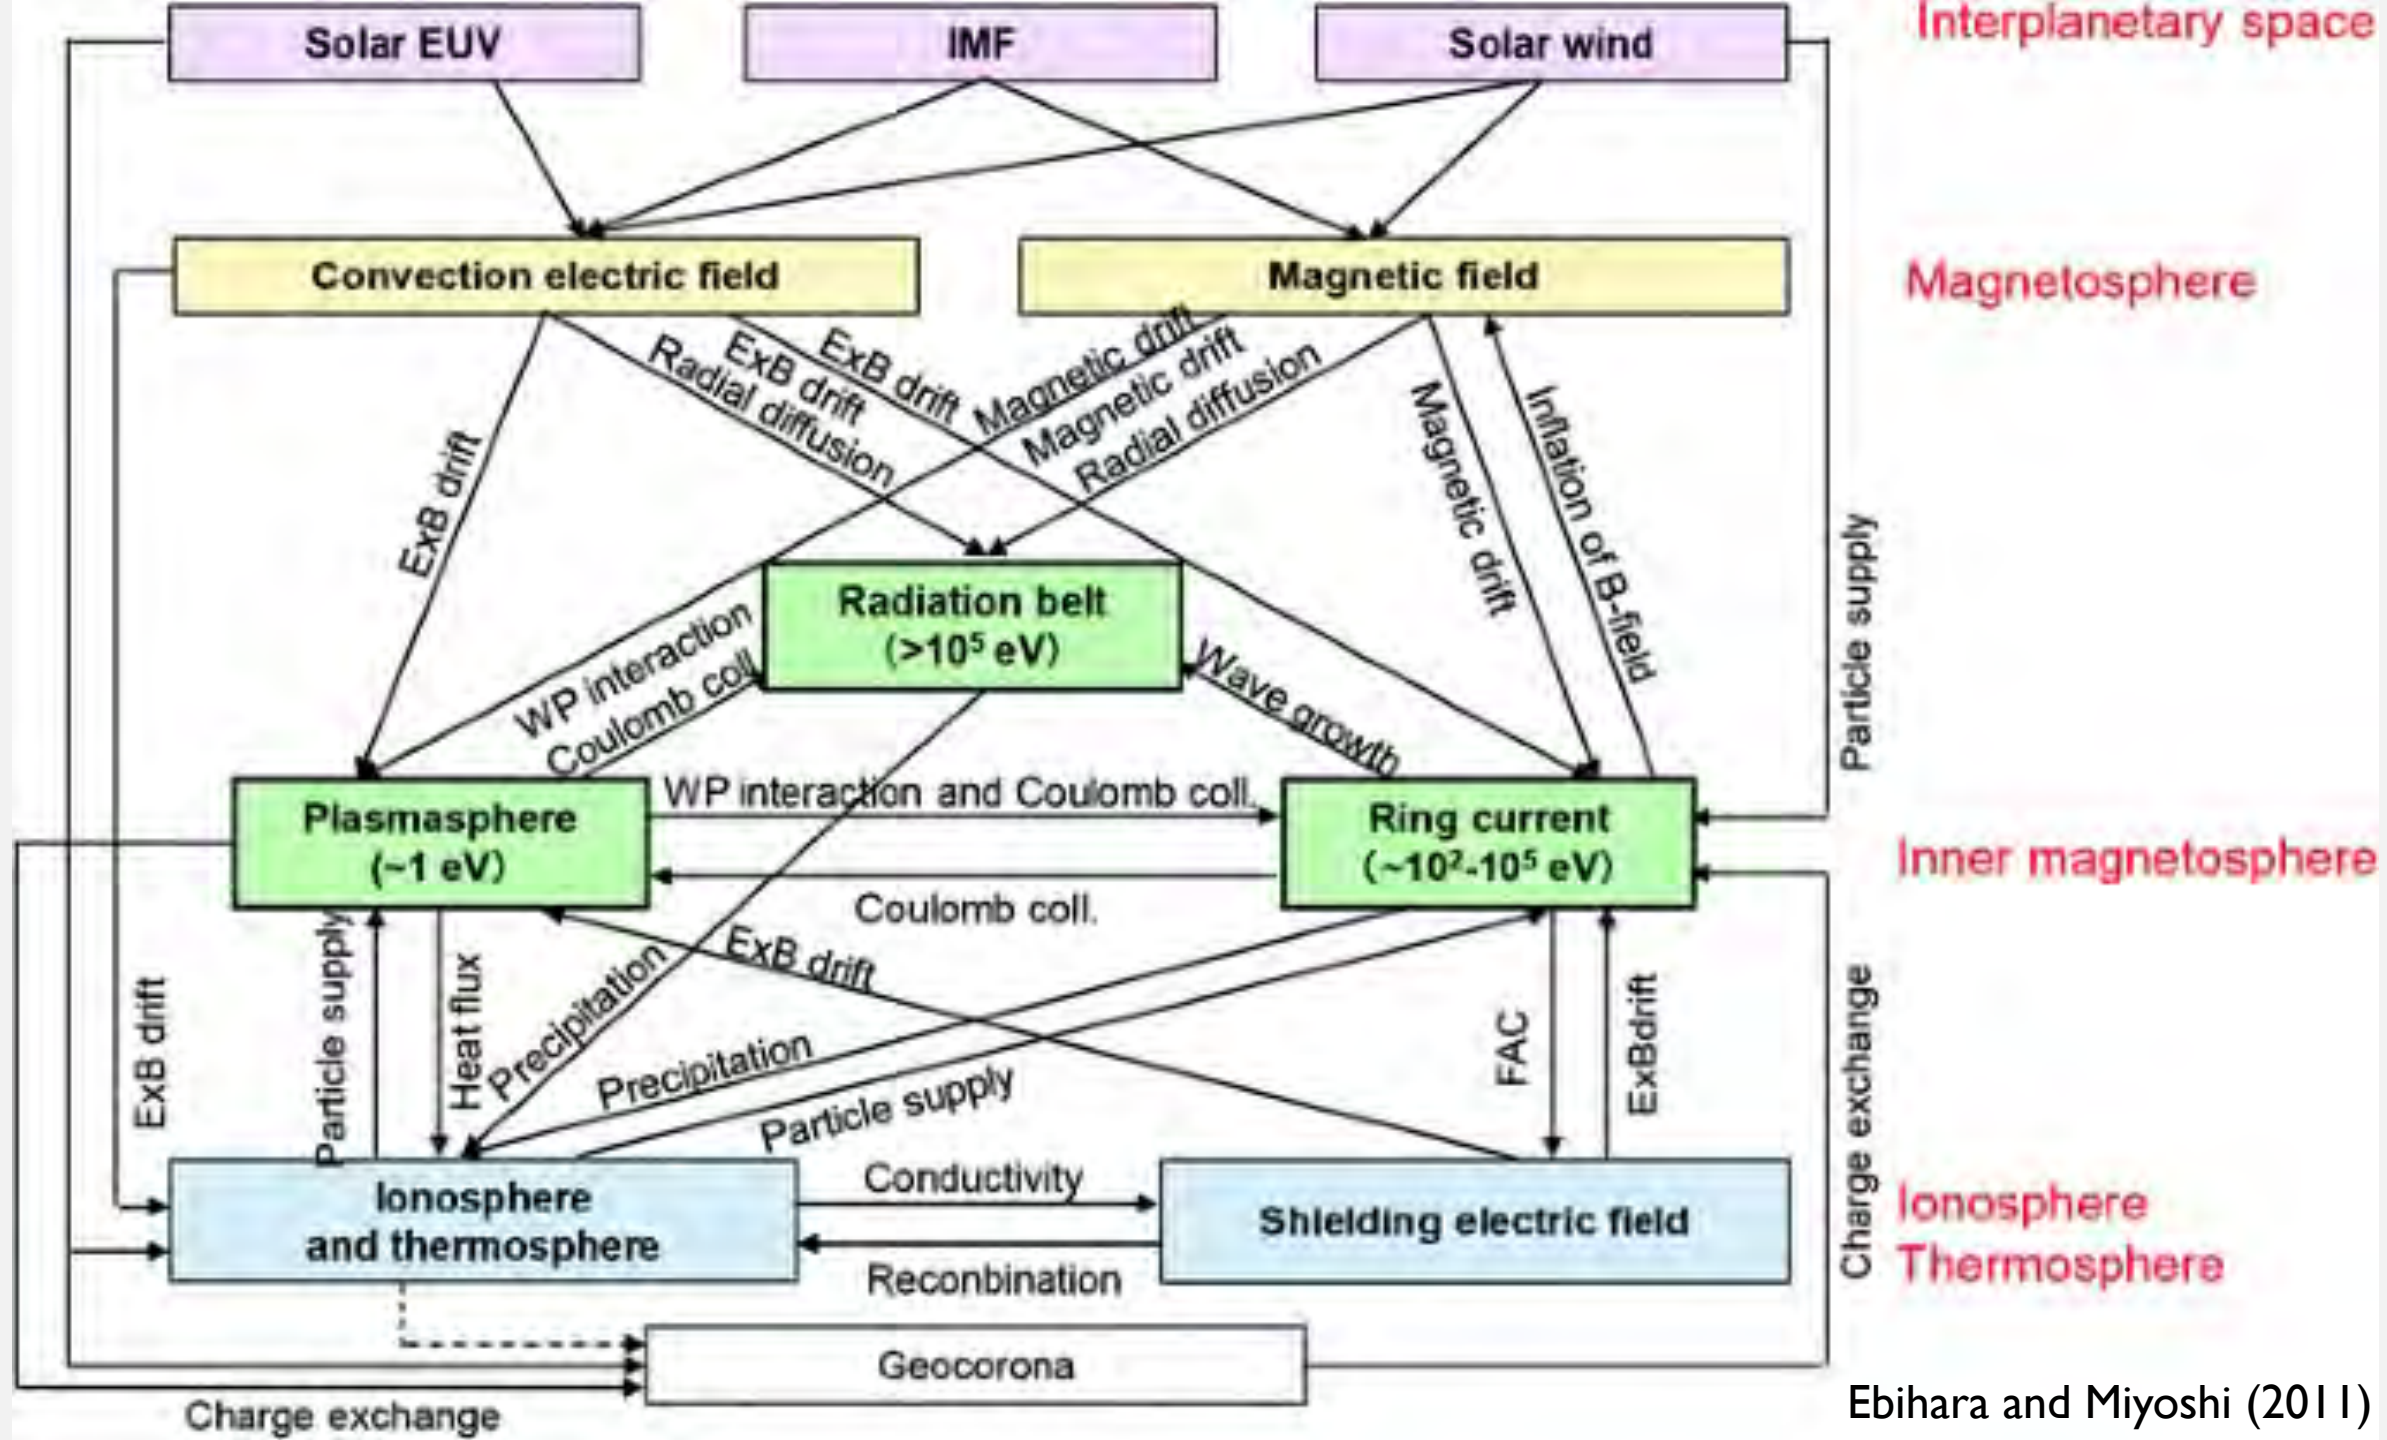 Solar EUV
IMF
Solar wind
Interplanetary space
Convection electric field
Magnetic field
Magnetosphere
ExB drift
Radial diffusion
ExB drift
ExB drift
Magnetic drift
Magnetic drift
Radial diffusion
Magnetic drift
Inflation of B-field
Particle supply
Radiation belt
(>10⁵ eV)
WP interaction
Coulomb coll.
Wave growth
WP interaction and Coulomb coll.
Plasmasphere
(~1 eV)
Ring current
(~10²-10⁵ eV)
Inner magnetosphere
Coulomb coll.
ExB drift
ExB drift
Particle supply
Heat flux
Precipitation
Precipitation
Particle supply
FAC
ExBdrift
Charge exchange
Ionosphere
and thermosphere
Conductivity
Reconbination
Shielding electric field
Ionosphere
Thermosphere
Geocorona
Charge exchange
Ebihara and Miyoshi (2011)